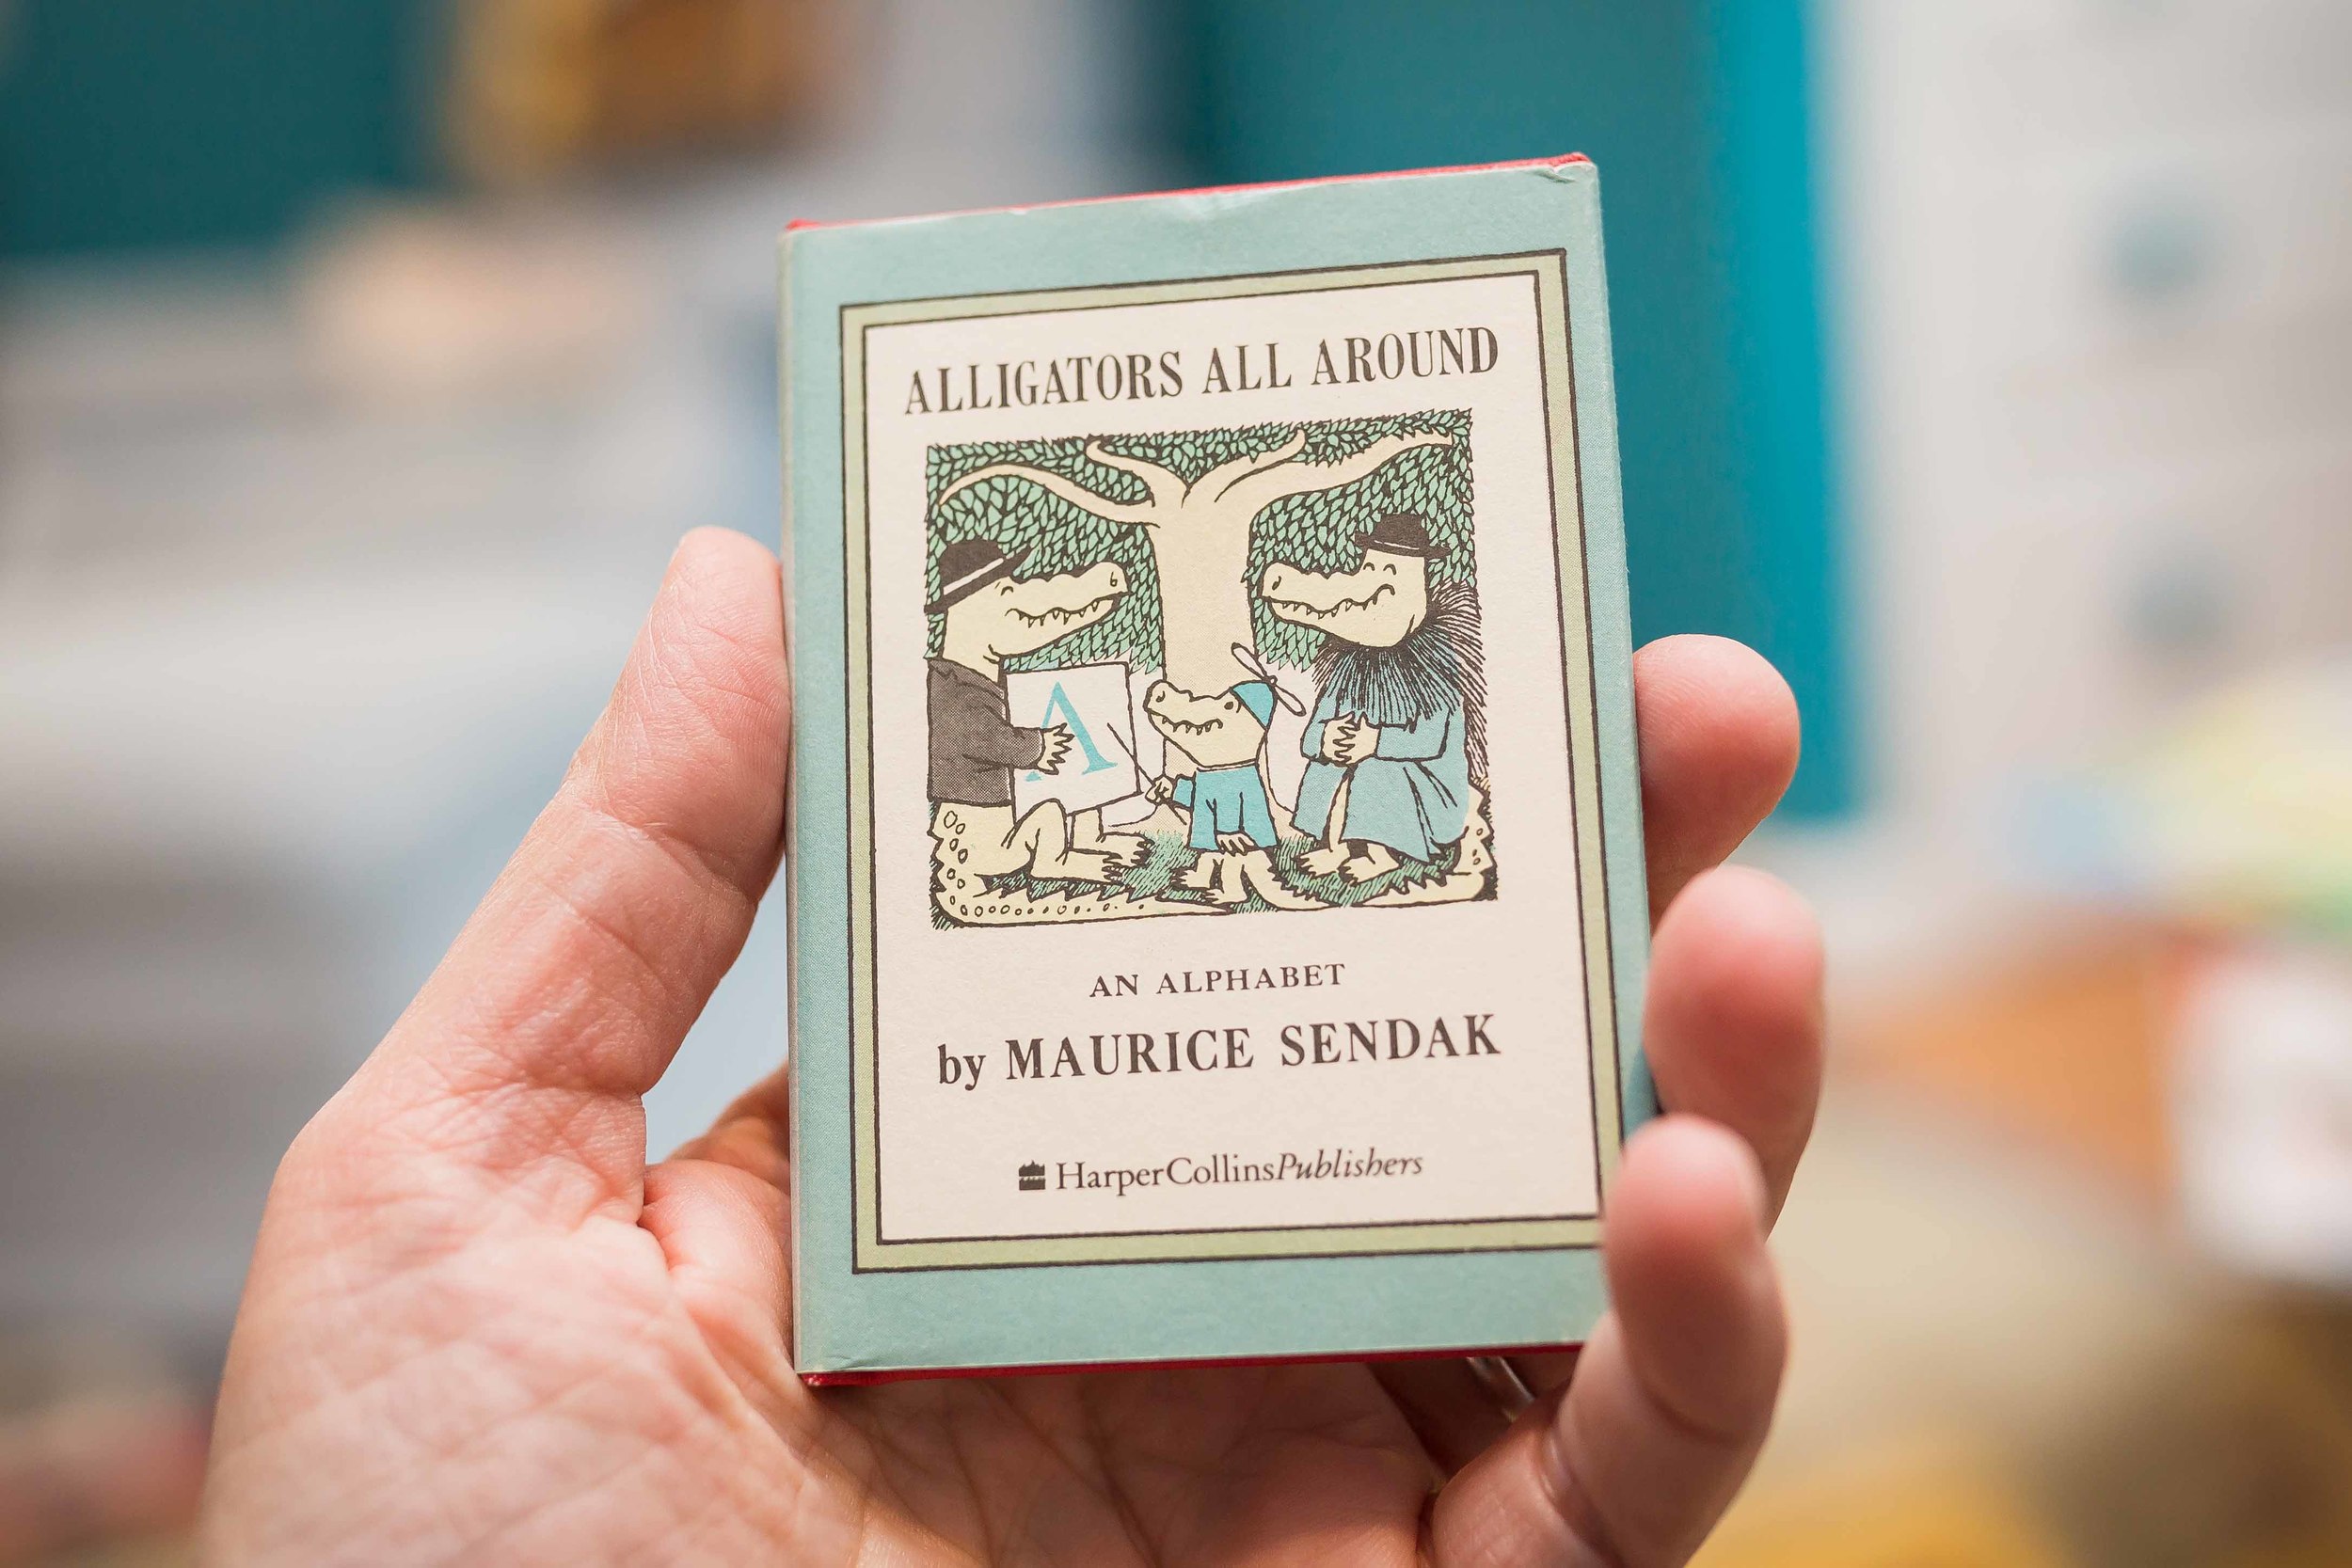 ALLIGATORS ALL AROUND
A
AN ALPHABET
by MAURICE SENDAK
HarperCollinsPublishers